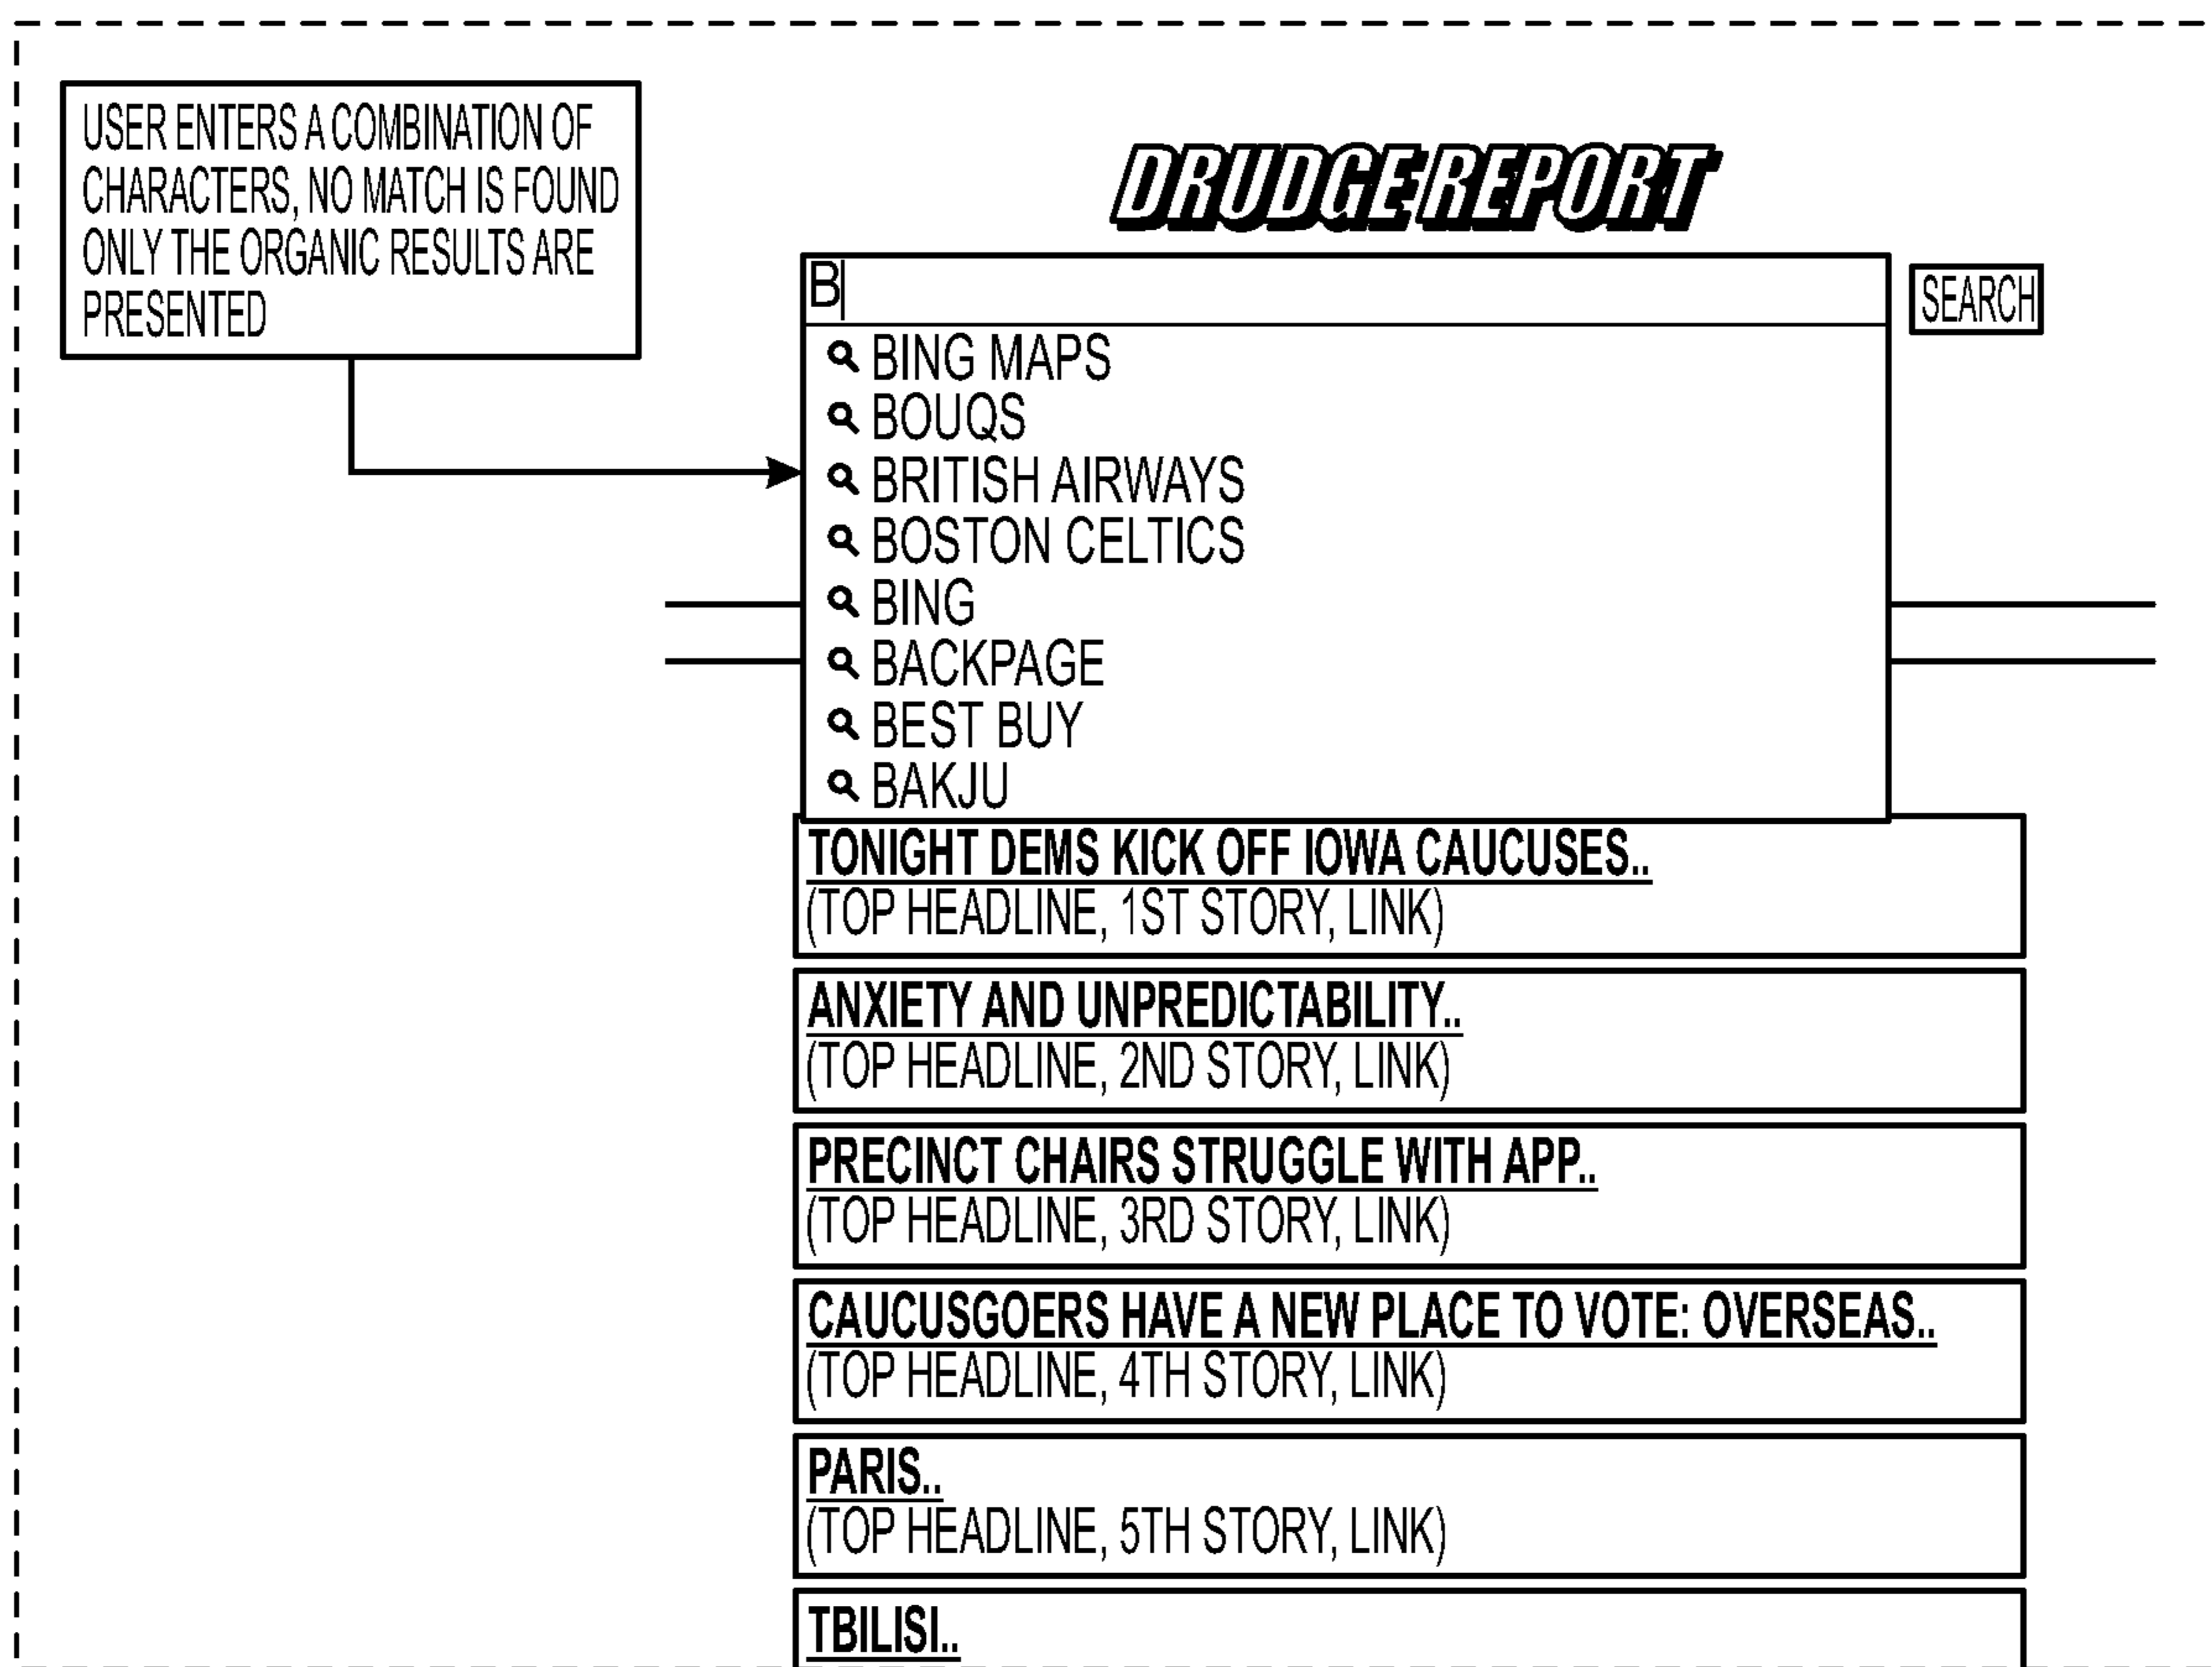 USER ENTERS A COMBINATION OF
CHARACTERS, NO MATCH IS FOUND
ONLY THE ORGANIC RESULTS ARE
PRESENTED
DRUDGE REPORT
B
SEARCH
BING MAPS
BOUQS
BRITISH AIRWAYS
BOSTON CELTICS
BING
BACKPAGE
BEST BUY
BAKJU
TONIGHT DEMS KICK OFF IOWA CAUCUSES..
(TOP HEADLINE, 1ST STORY, LINK)
ANXIETY AND UNPREDICTABILITY..
(TOP HEADLINE, 2ND STORY, LINK)
PRECINCT CHAIRS STRUGGLE WITH APP..
(TOP HEADLINE, 3RD STORY, LINK)
CAUCUSGOERS HAVE A NEW PLACE TO VOTE: OVERSEAS..
(TOP HEADLINE, 4TH STORY, LINK)
PARIS..
(TOP HEADLINE, 5TH STORY, LINK)
TBILISI..